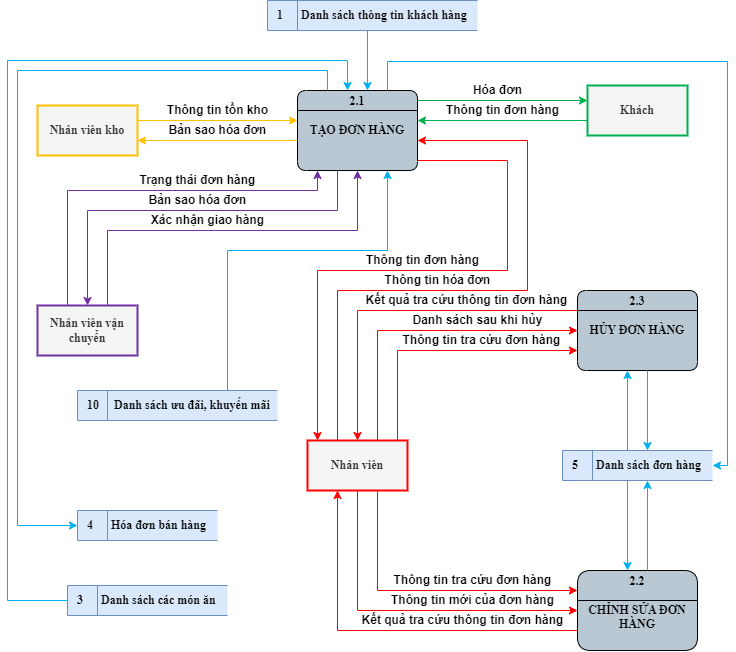 1
Danh sách thông tin khách hàng
2.1
TẠO ĐƠN HÀNG
Hóa đơn
Thông tin đơn hàng
Khách
Nhân viên kho
Thông tin tồn kho
Bản sao hóa đơn
Trạng thái đơn hàng
Bản sao hóa đơn
Xác nhận giao hàng
Nhân viên vận
chuyển
Thông tin đơn hàng
Thông tin hóa đơn
Kết quả tra cứu thông tin đơn hàng
Danh sách sau khi hủy
Thông tin tra cứu đơn hàng
2.3
HỦY ĐƠN HÀNG
10
Danh sách ưu đãi, khuyến mãi
Nhân viên
5
Danh sách đơn hàng
4
Hóa đơn bán hàng
3
Danh sách các món ăn
Thông tin tra cứu đơn hàng
Thông tin mới của đơn hàng
Kết quả tra cứu thông tin đơn hàng
2.2
CHỈNH SỬA ĐƠN
HÀNG